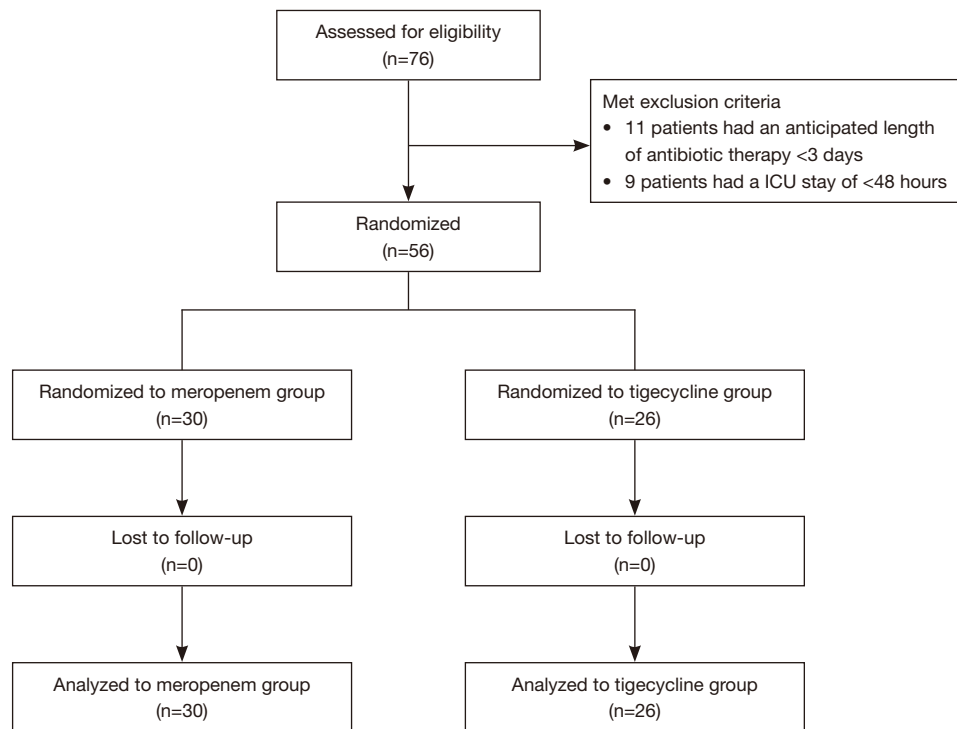 Assessed for eligibility
(n=76)
Met exclusion criteria
• 11 patients had an anticipated length
of antibiotic therapy <3 days
• 9 patients had a ICU stay of <48 hours
Randomized
(n=56)
Randomized to meropenem group
(n=30)
Randomized to tigecycline group
(n=26)
Lost to follow-up
(n=0)
Lost to follow-up
(n=0)
Analyzed to meropenem group
(n=30)
Analyzed to tigecycline group
(n=26)